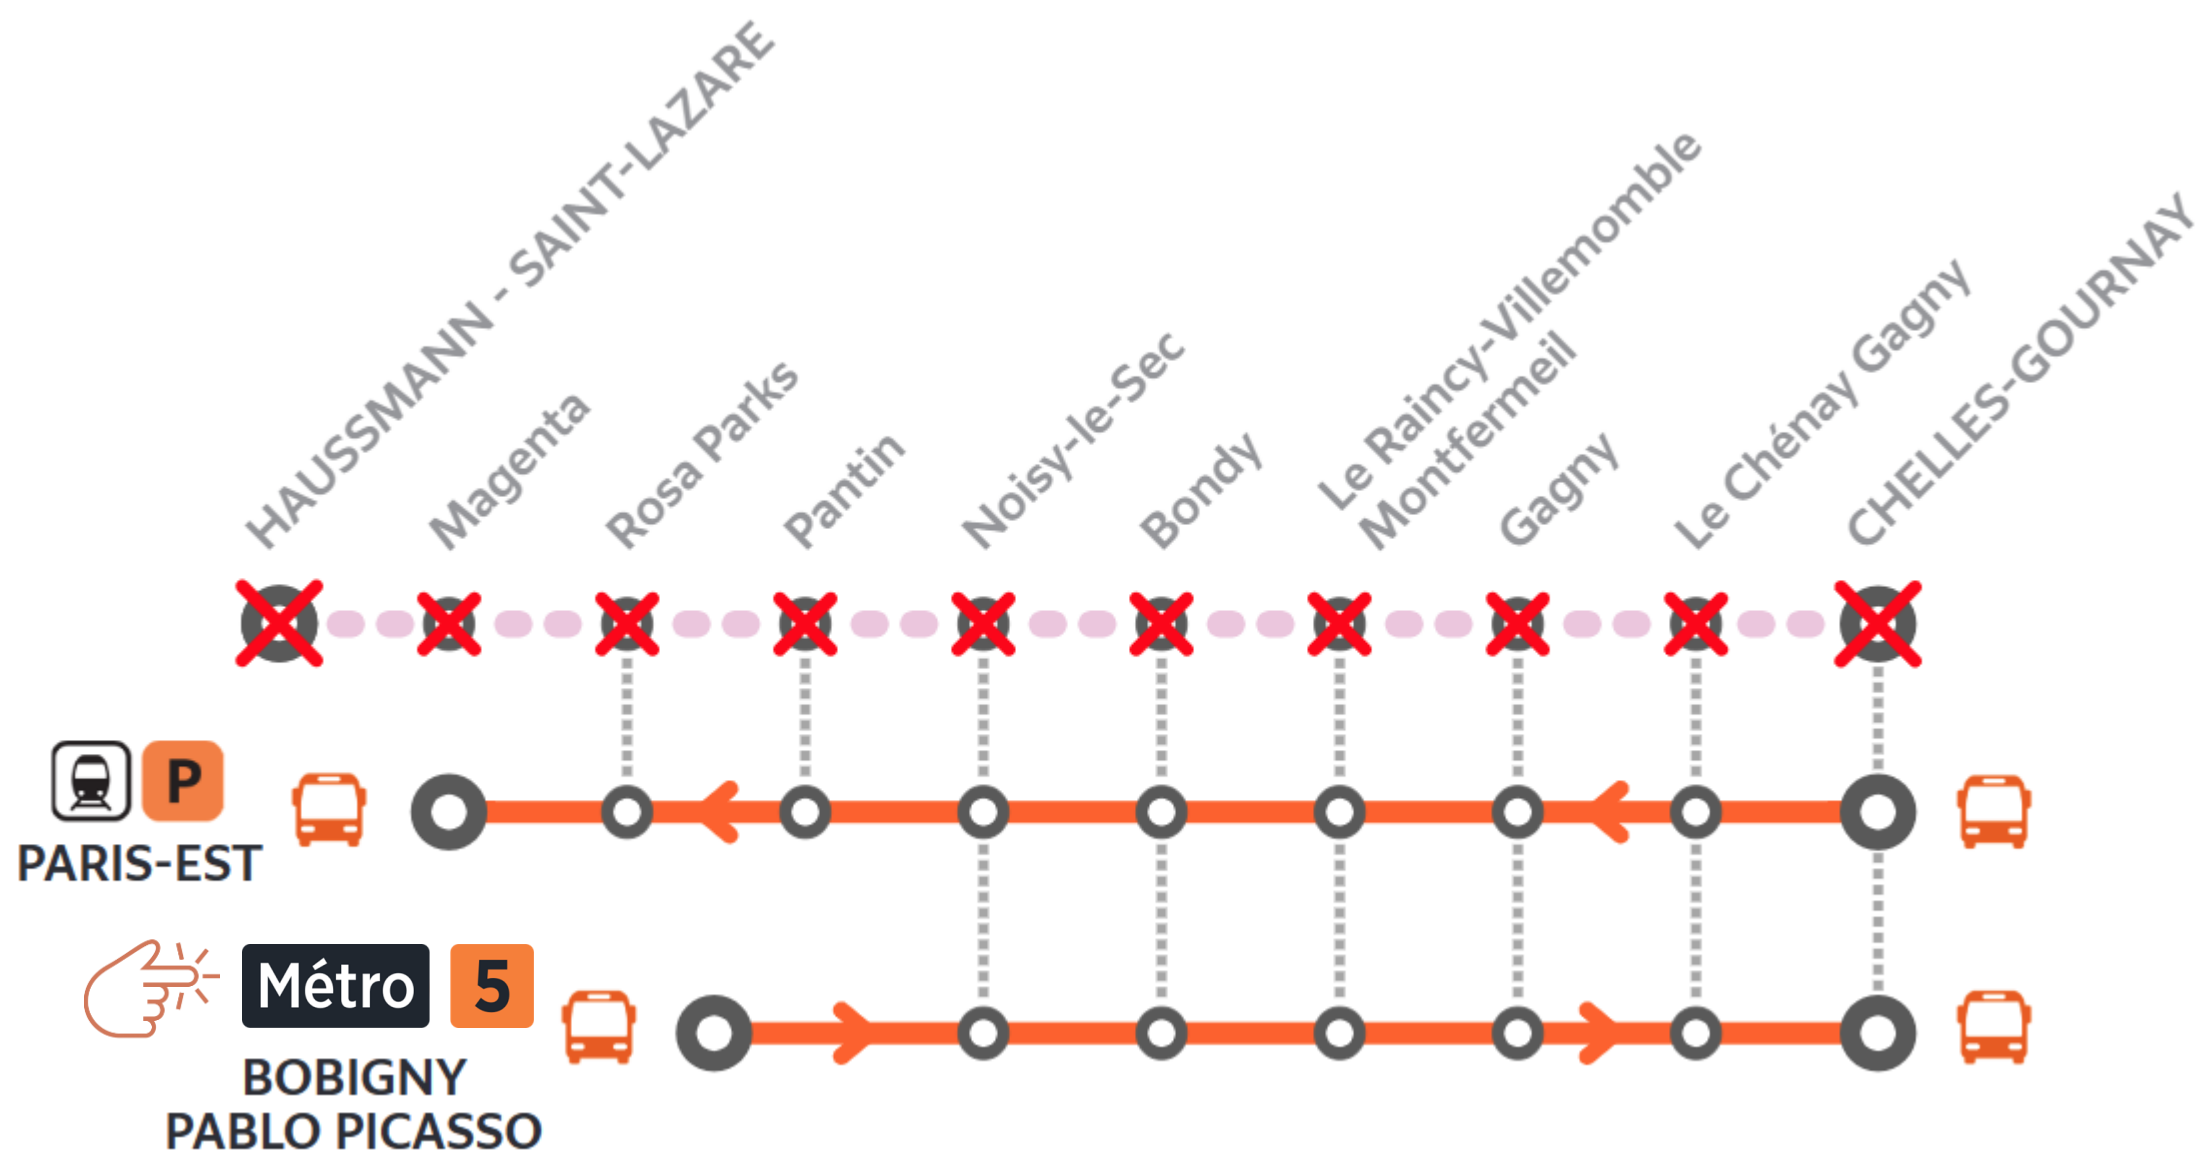 HAUSSMANN - SAINT-LAZARE
Magenta
Rosa Parks
Pantin
Noisy-le-Sec
Bondy
Le Raincy-Villemomble
Montfermeil
Gagny
Le Chénay Gagny
CHELLES-GOURNAY
P
PARIS-EST
Métro 5
BOBIGNY
PABLO PICASSO